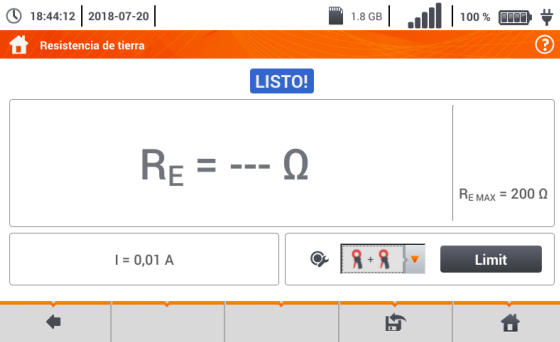 18:44:12 2018-07-20 1.8 GB 100 %
Resistencia de tierra ?
LISTO!
RE = --- Ω
RE MAX = 200 Ω
I = 0,01 A
+
Limit